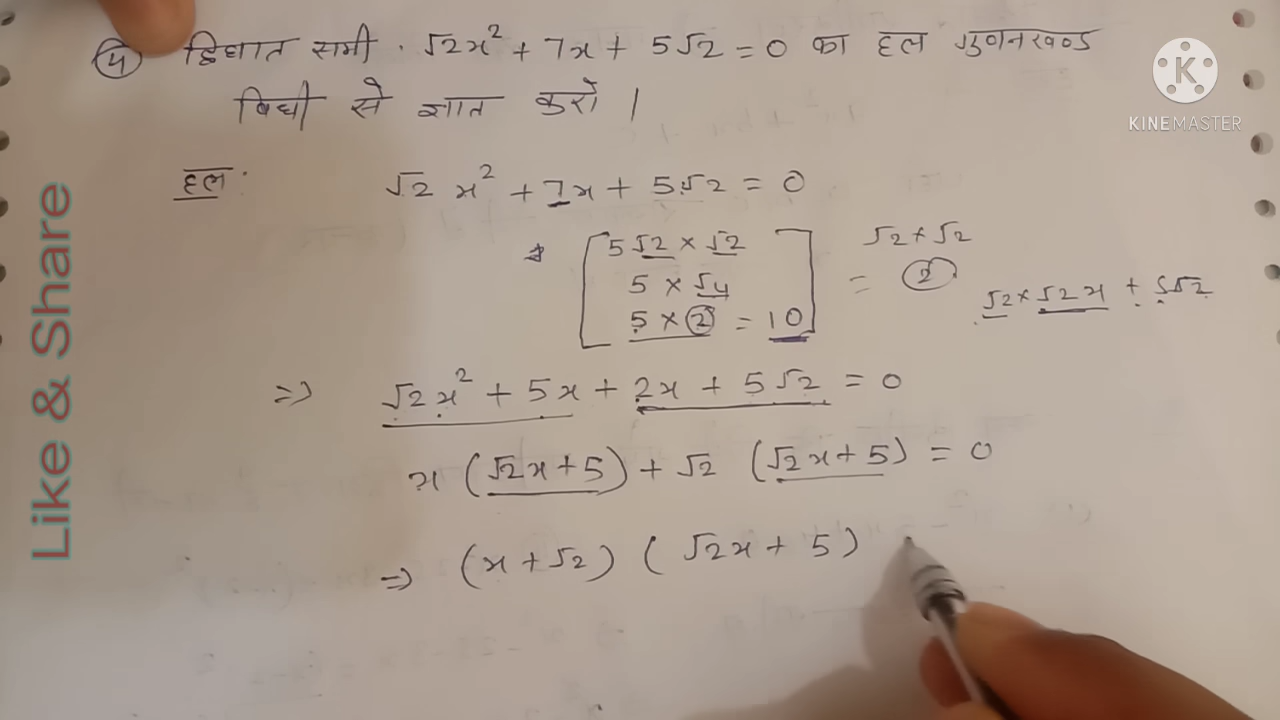 (4) द्विघात समी. √2x² + 7x + 5√2 = 0 का हल गुणनखण्ड
विधी से ज्ञात करो |
हल: √2 x² + 7x + 5√2 = 0
5√2 × √2
5 × √4
5 × 2 = 10
√2 × √2
= 2
√2 × √2x + 5√2
=> √2x² + 5x + 2x + 5√2 = 0
x (√2x + 5) + √2 (√2x + 5) = 0
=> (x + √2) (√2x + 5)
Like & Share
K
KINEMASTER